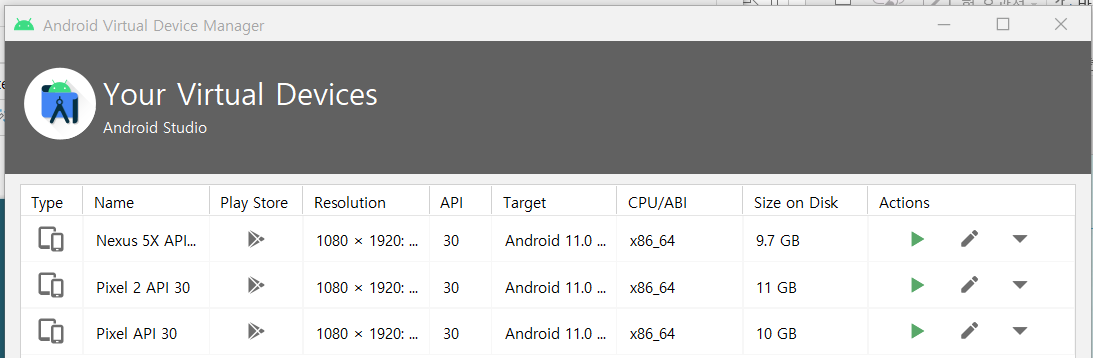 Android Virtual Device Manager
Your Virtual Devices
Android Studio
Type Name Play Store Resolution API Target CPU/ABI Size on Disk Actions
Nexus 5X API... 1080 × 1920: ... 30 Android 11.0 ... x86_64 9.7 GB
Pixel 2 API 30 1080 × 1920: ... 30 Android 11.0 ... x86_64 11 GB
Pixel API 30 1080 × 1920: ... 30 Android 11.0 ... x86_64 10 GB